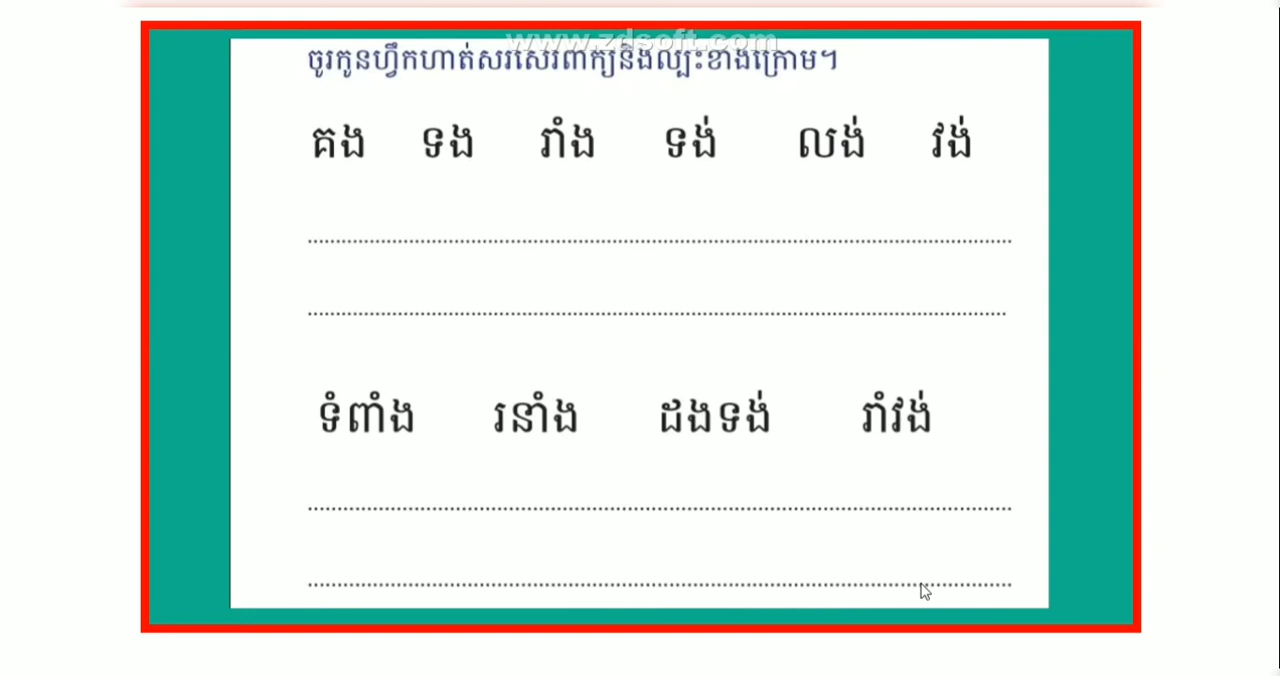 www.zdsoft.com
ចូរកូនហ្វឹកហាត់សរសេរពាក្យនិងល្បះខាងក្រោម។
គង ទង រាំង ទង់ លង់ វង់
ទំពាំង រនាំង ដងទង់ រាំវង់